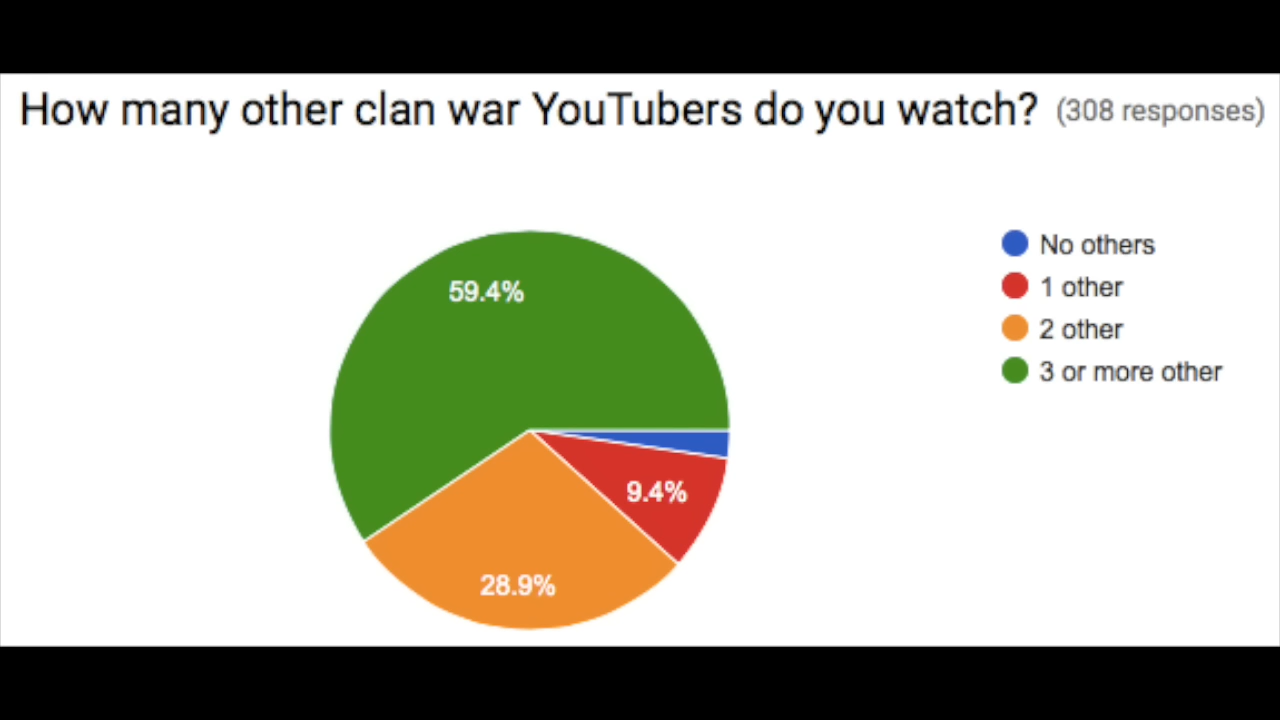 How many other clan war YouTubers do you watch? (308 responses)
No others
1 other
2 other
3 or more other
59.4%
9.4%
28.9%